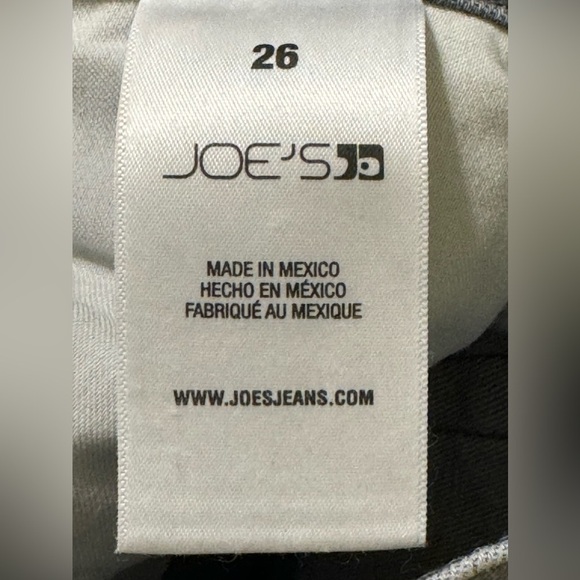 26
JOE'S
MADE IN MEXICO
HECHO EN MÉXICO
FABRIQUÉ AU MEXIQUE
WWW.JOESJEANS.COM